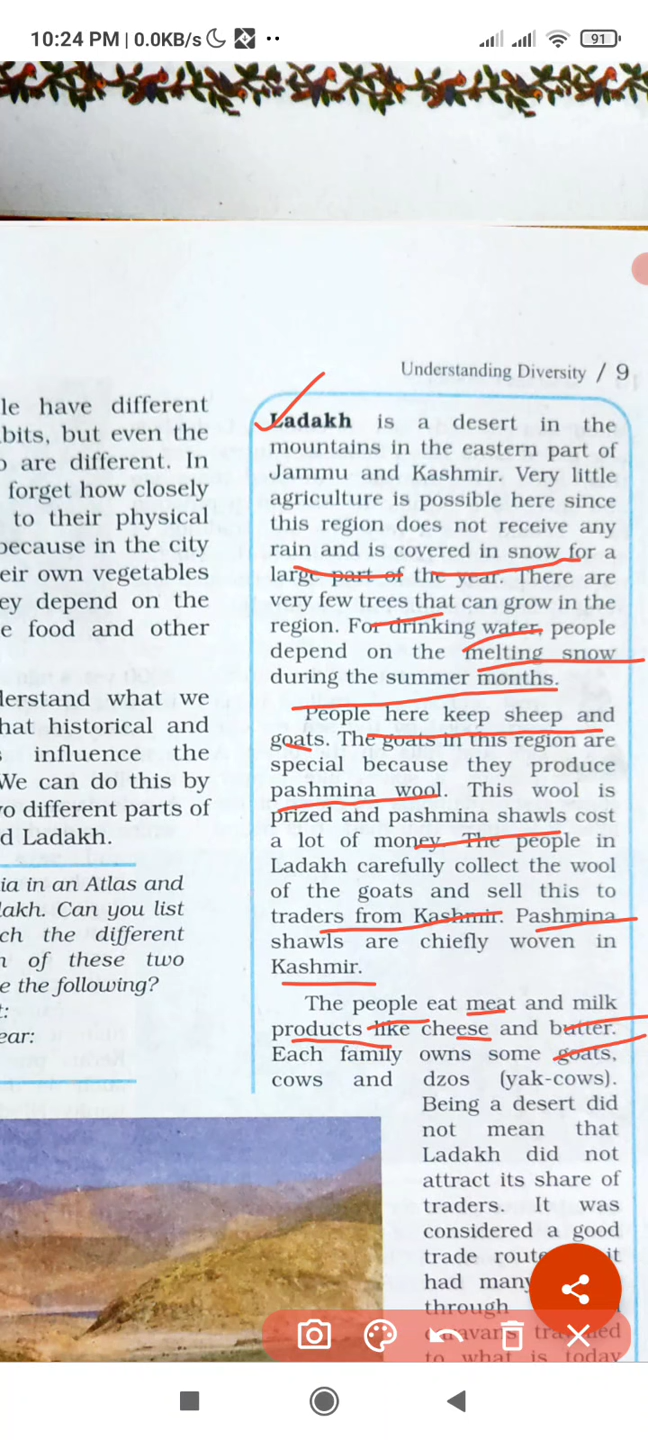 10:24 PM | 0.0KB/s
91
Understanding Diversity / 9
le have different
bits, but even the
o are different. In
forget how closely
to their physical
because in the city
eir own vegetables
ey depend on the
e food and other
lerstand what we
hat historical and
s influence the
We can do this by
vo different parts of
d Ladakh.
ia in an Atlas and
lakh. Can you list
ch the different
n of these two
e the following?
t:
ear:
Ladakh is a desert in the
mountains in the eastern part of
Jammu and Kashmir. Very little
agriculture is possible here since
this region does not receive any
rain and is covered in snow for a
large part of the year. There are
very few trees that can grow in the
region. For drinking water, people
depend on the melting snow
during the summer months.
People here keep sheep and
goats. The goats in this region are
special because they produce
pashmina wool. This wool is
prized and pashmina shawls cost
a lot of money. The people in
Ladakh carefully collect the wool
of the goats and sell this to
traders from Kashmir. Pashmina
shawls are chiefly woven in
Kashmir.
The people eat meat and milk
products like cheese and butter.
Each family owns some goats,
cows and dzos (yak-cows).
Being a desert did
not mean that
Ladakh did not
attract its share of
traders. It was
considered a good
trade route it
had many
through
caravans travelled
to what is today